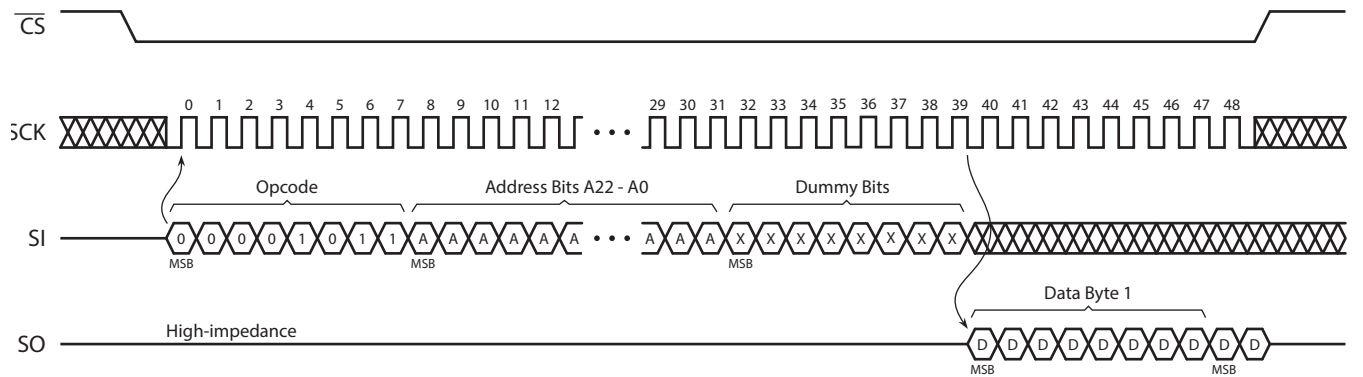 CS
0 1 2 3 4 5 6 7 8 9 10 11 12 29 30 31 32 33 34 35 36 37 38 39 40 41 42 43 44 45 46 47 48
SCK • • •
Opcode Address Bits A22 - A0 Dummy Bits
SI 0 0 0 0 1 0 1 1 A A A A A A • • • A A A X X X X X X X X
MSB MSB MSB
Data Byte 1
High-impedance
SO D D D D D D D D D D
MSB MSB